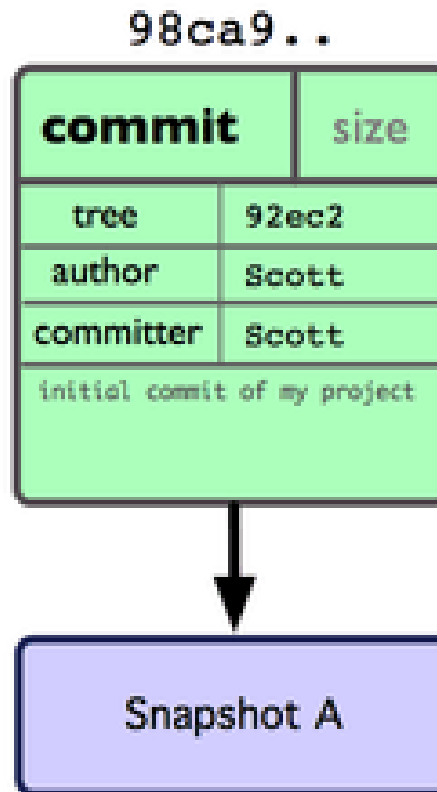 98ca9..
commit size
tree 92ec2
author Scott
committer Scott
initial commit of my project
Snapshot A